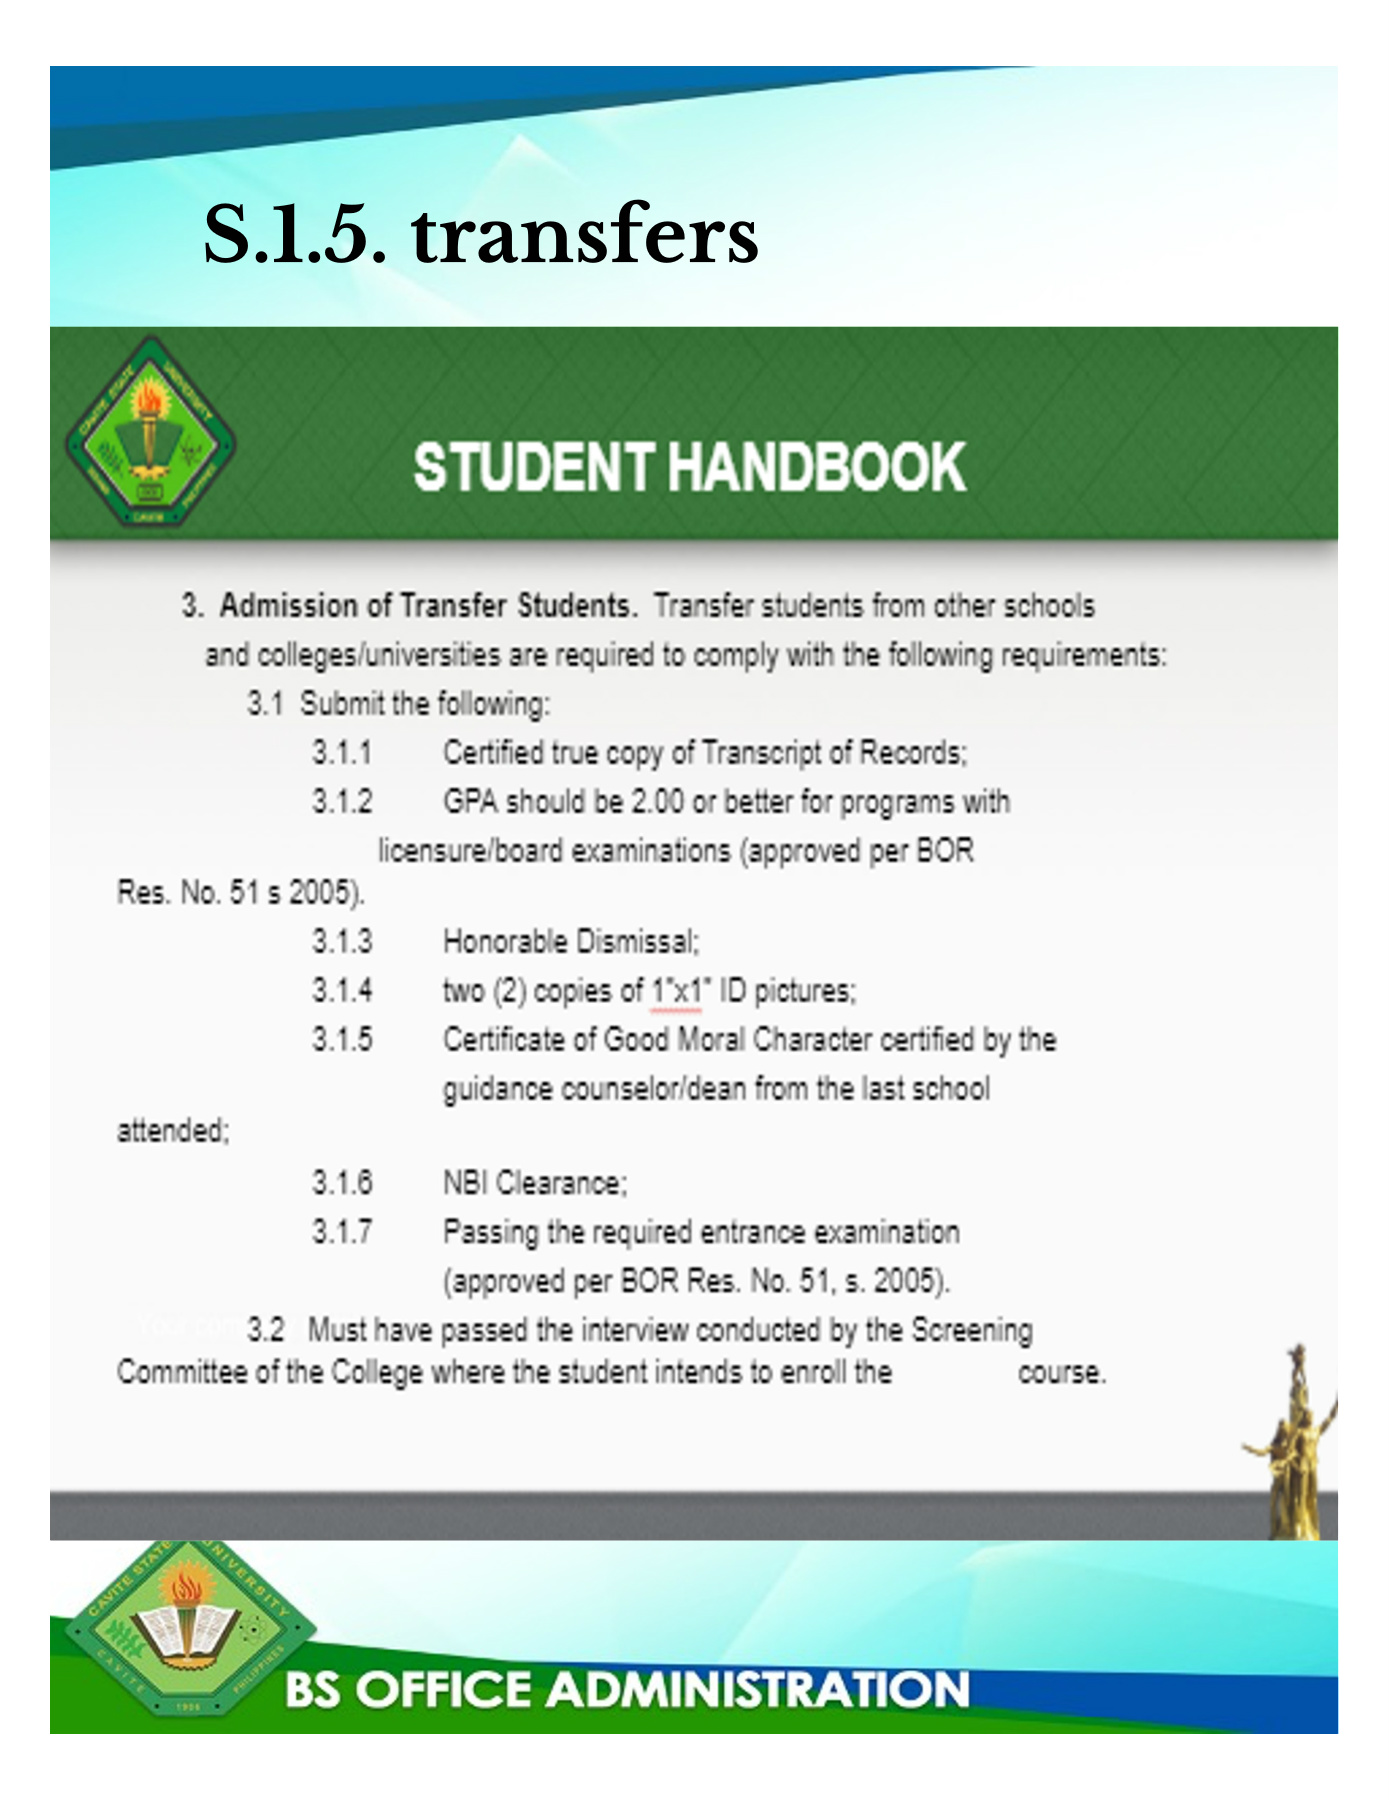 S.1.5. transfers
CAVITE STATE UNIVERSITY
CAVITE
STUDENT HANDBOOK
3. Admission of Transfer Students. Transfer students from other schools
and colleges/universities are required to comply with the following requirements:
3.1 Submit the following:
3.1.1 Certified true copy of Transcript of Records;
3.1.2 GPA should be 2.00 or better for programs with
licensure/board examinations (approved per BOR
Res. No. 51 s 2005).
3.1.3 Honorable Dismissal;
3.1.4 two (2) copies of 1"x1" ID pictures;
3.1.5 Certificate of Good Moral Character certified by the
guidance counselor/dean from the last school
attended;
3.1.6 NBI Clearance;
3.1.7 Passing the required entrance examination
(approved per BOR Res. No. 51, s. 2005).
3.2 Must have passed the interview conducted by the Screening
Committee of the College where the student intends to enroll the course.
CAVITE STATE UNIVERSITY
CAVITE PHILIPPINES
1906
BS OFFICE ADMINISTRATION